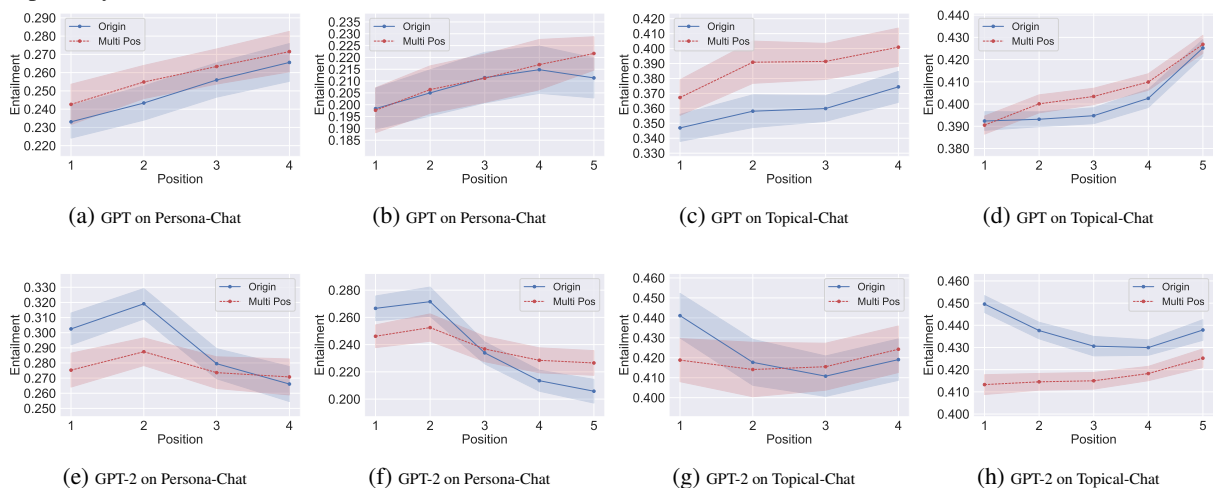 0.290
0.280
0.270
0.260
0.250
0.240
0.230
0.220
Entailment
Origin
Multi Pos
1 2 3 4
Position
(a) GPT on Persona-Chat
0.235
0.225
0.220
0.215
0.210
0.205
0.200
0.195
0.190
0.185
Entailment
Origin
Multi Pos
1 2 3 4 5
Position
(b) GPT on Persona-Chat
0.420
0.410
0.400
0.390
0.380
0.370
0.360
0.350
0.340
0.330
Entailment
Origin
Multi Pos
1 2 3 4
Position
(c) GPT on Topical-Chat
0.440
0.420
0.410
0.400
0.390
0.380
Entailment
Origin
Multi Pos
1 2 3 4 5
Position
(d) GPT on Topical-Chat
0.330
0.320
0.310
0.300
0.290
0.280
0.270
0.260
0.250
Entailment
Origin
Multi Pos
1 2 3 4
Position
(e) GPT-2 on Persona-Chat
0.280
0.260
0.240
0.220
0.200
Entailment
Origin
Multi Pos
1 2 3 4 5
Position
(f) GPT-2 on Persona-Chat
0.460
0.450
0.440
0.430
0.420
0.410
0.400
Entailment
Origin
Multi Pos
1 2 3 4
Position
(g) GPT-2 on Topical-Chat
0.460
0.450
0.440
0.430
0.420
0.410
0.400
Entailment
Origin
Multi Pos
1 2 3 4 5
Position
(h) GPT-2 on Topical-Chat